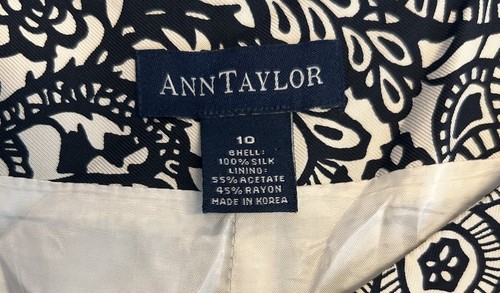 ANNTAYLOR
10
SHELL:
100% SILK
LINING:
55% ACETATE
45% RAYON
MADE IN KOREA